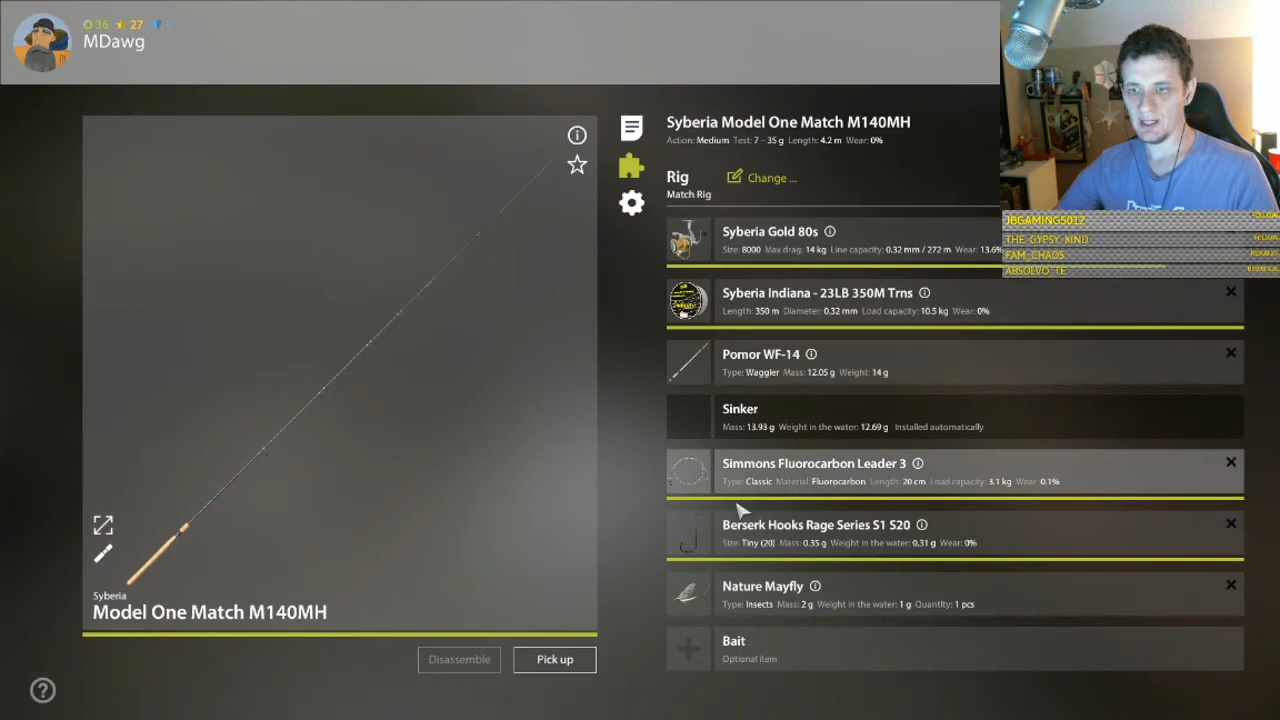 36 27
MDawg
Syberia
Model One Match M140MH
Disassemble
Pick up
?
Syberia Model One Match M140MH
Action: Medium Test: 7 – 35 g Length: 4.2 m Wear: 0%
Rig
Match Rig
Change ...
Syberia Gold 80s
Size: 8000 Max drag: 14 kg Line capacity: 0.32 mm / 272 m Wear: 13.6%
Syberia Indiana - 23LB 350M Trns
Length: 350 m Diameter: 0.32 mm Load capacity: 10.5 kg Wear: 0%
Pomor WF-14
Type: Waggler Mass: 12.05 g Weight: 14 g
Sinker
Mass: 13.93 g Weight in the water: 12.69 g Installed automatically
Simmons Fluorocarbon Leader 3
Type: Classic Material: Fluorocarbon Length: 20 cm Load capacity: 3.1 kg Wear: 0.1%
Berserk Hooks Rage Series S1 S20
Size: Tiny (20) Mass: 0.35 g Weight in the water: 0.31 g Wear: 0%
Nature Mayfly
Type: Insects Mass: 2 g Weight in the water: 1 g Quantity: 1 pcs
Bait
Optional item
JBGAMING5012
THE_GYPSY_KIND
FAM_CHAOS
ABSOLVO_TE